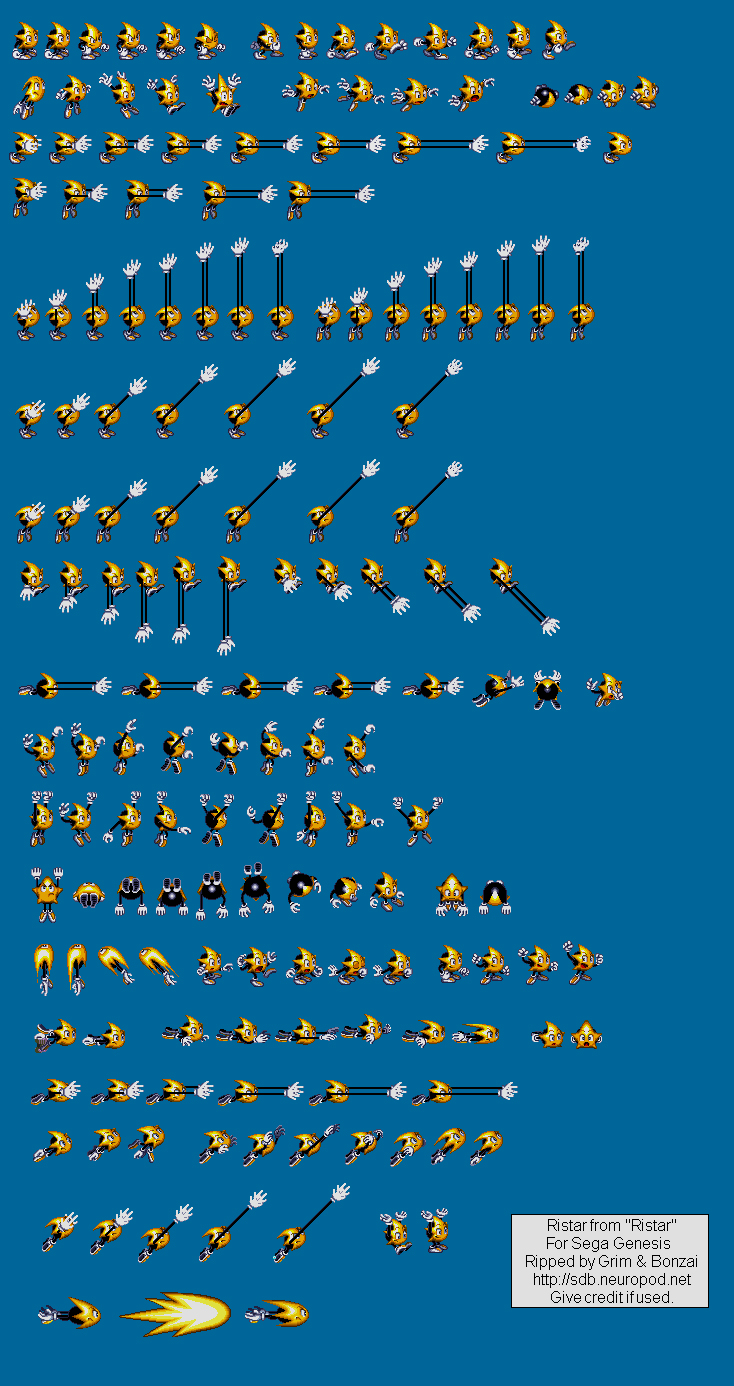 Ristar from "Ristar"
For Sega Genesis
Ripped by Grim & Bonzai
http://sdb.neuropod.net
Give credit if used.